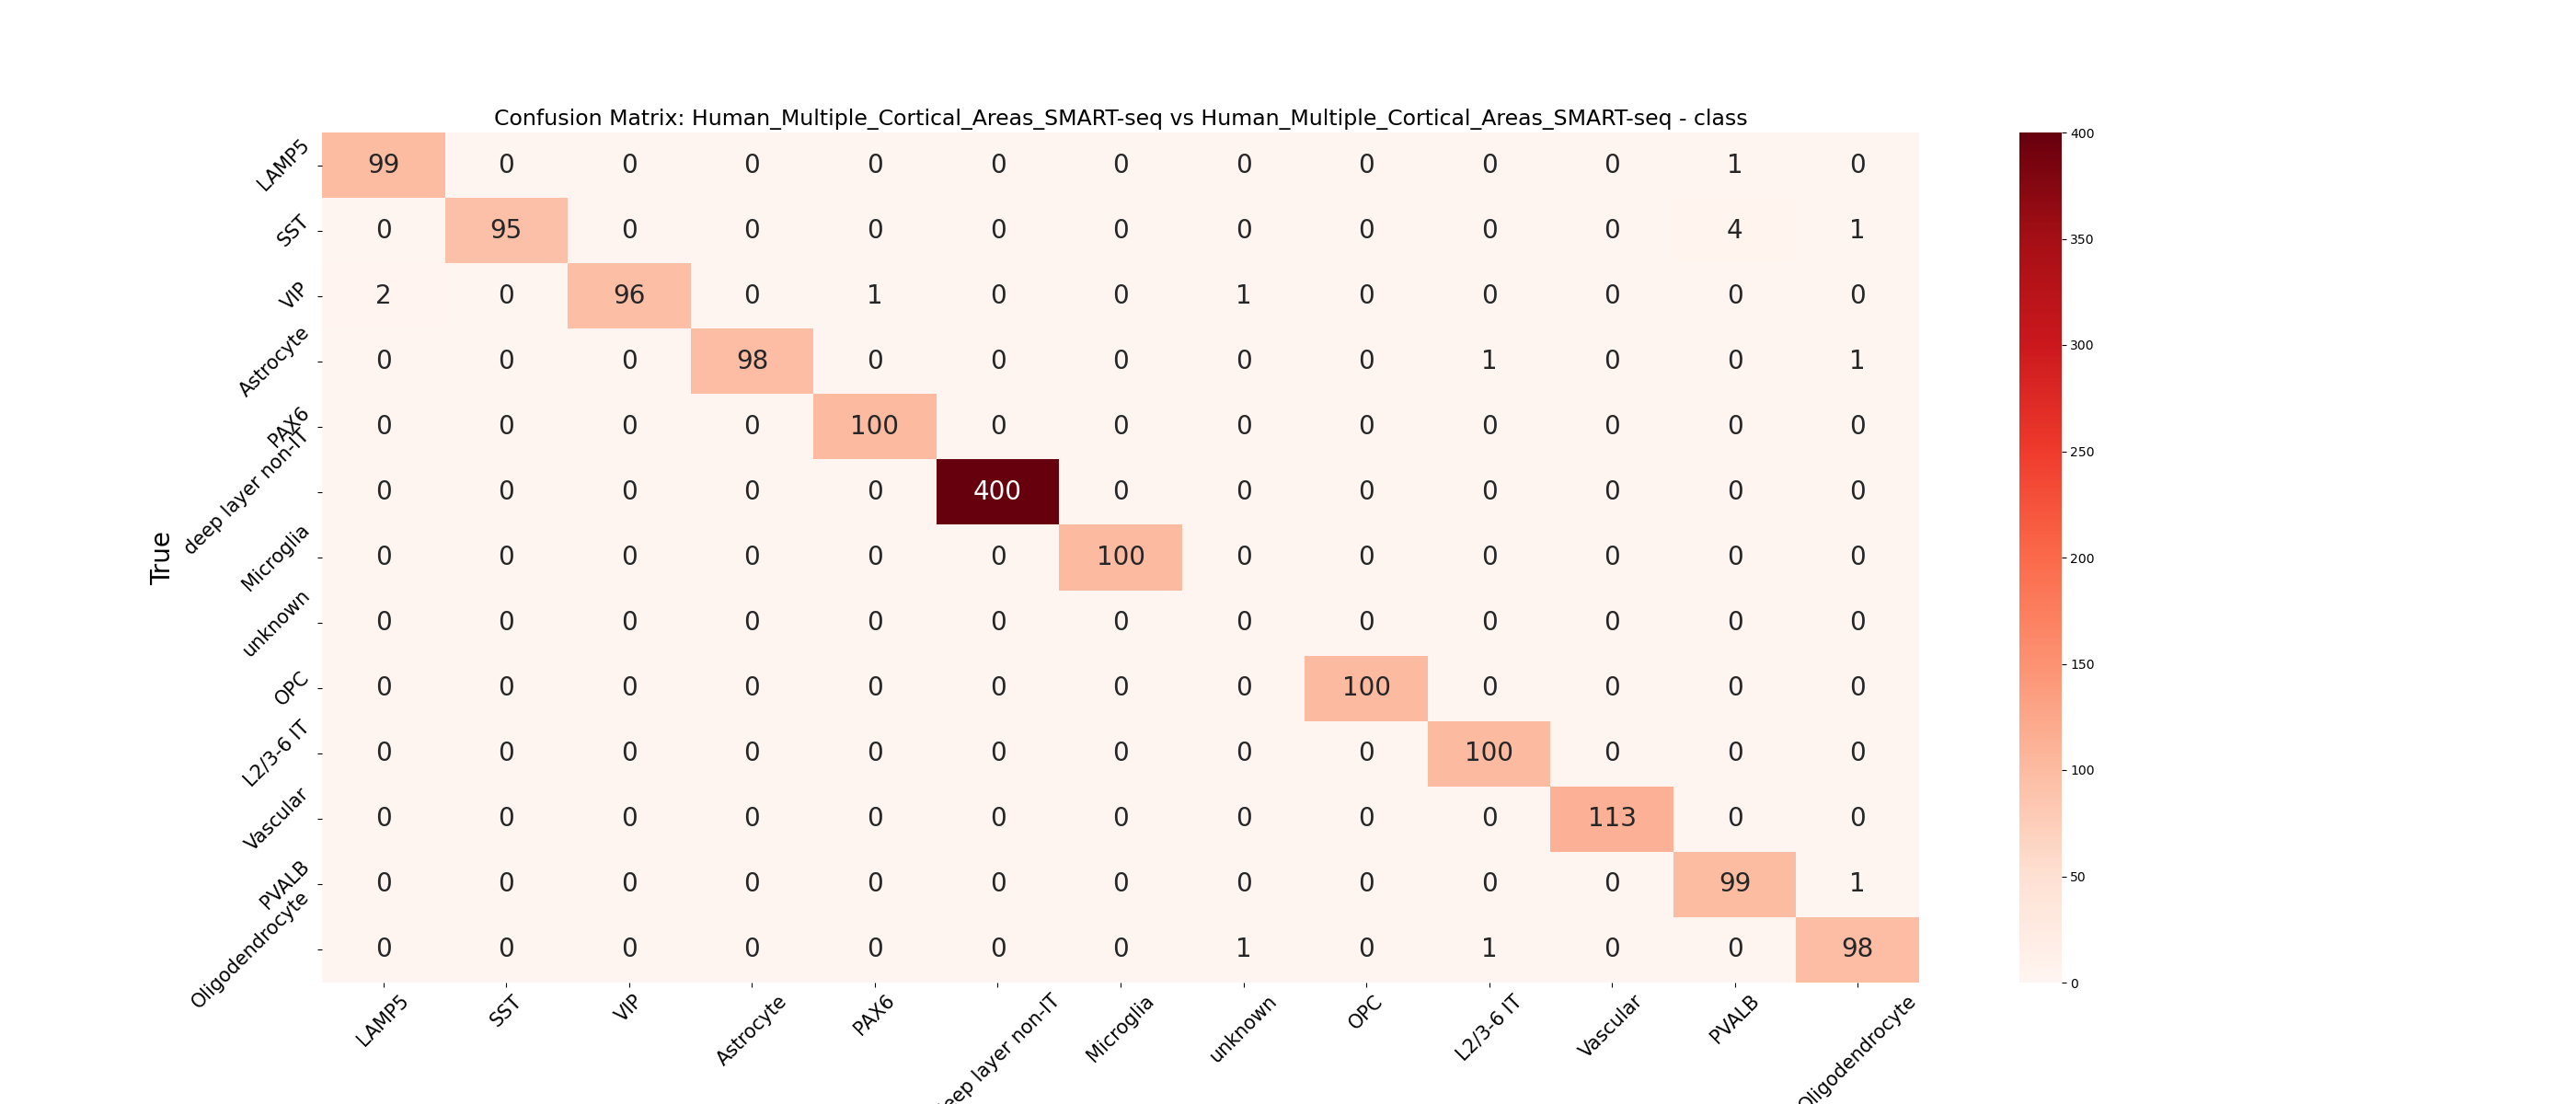 Confusion Matrix: Human_Multiple_Cortical_Areas_SMART-seq vs Human_Multiple_Cortical_Areas_SMART-seq - class
LAMP5 99 0 0 0 0 0 0 0 0 0 0 1 0
SST 0 95 0 0 0 0 0 0 0 0 0 4 1
VIP 2 0 96 0 1 0 0 1 0 0 0 0 0
Astrocyte 0 0 0 98 0 0 0 0 0 1 0 0 1
PAX6 0 0 0 0 100 0 0 0 0 0 0 0 0
deep layer non-IT 0 0 0 0 0 400 0 0 0 0 0 0 0
Microglia 0 0 0 0 0 0 100 0 0 0 0 0 0
unknown 0 0 0 0 0 0 0 0 0 0 0 0 0
OPC 0 0 0 0 0 0 0 0 100 0 0 0 0
L2/3-6 IT 0 0 0 0 0 0 0 0 0 100 0 0 0
Vascular 0 0 0 0 0 0 0 0 0 0 113 0 0
PVALB 0 0 0 0 0 0 0 0 0 0 0 99 1
Oligodendrocyte 0 0 0 0 0 0 0 1 0 1 0 0 98
True
LAMP5 SST VIP Astrocyte PAX6 eep layer non-IT Microglia unknown OPC L2/3-6 IT Vascular PVALB Oligodendrocyte
400
350
300
250
200
150
100
50
0